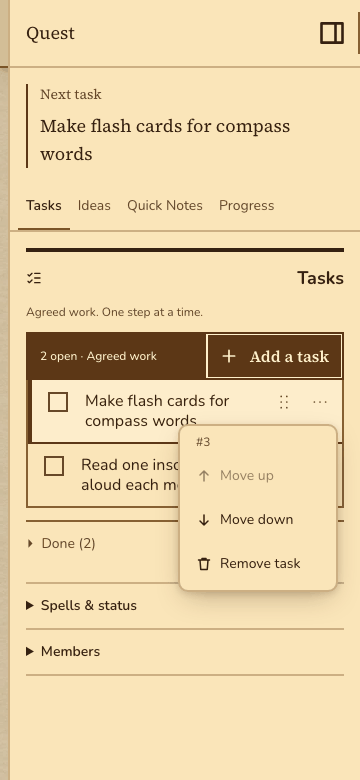 Quest
Next task
Make flash cards for compass
words
Tasks Ideas Quick Notes Progress
Tasks
Agreed work. One step at a time.
2 open · Agreed work
+ Add a task
Make flash cards for
compass words
Read one
aloud each
#3
Move up
Move down
Remove task
Done (2)
Spells & status
Members